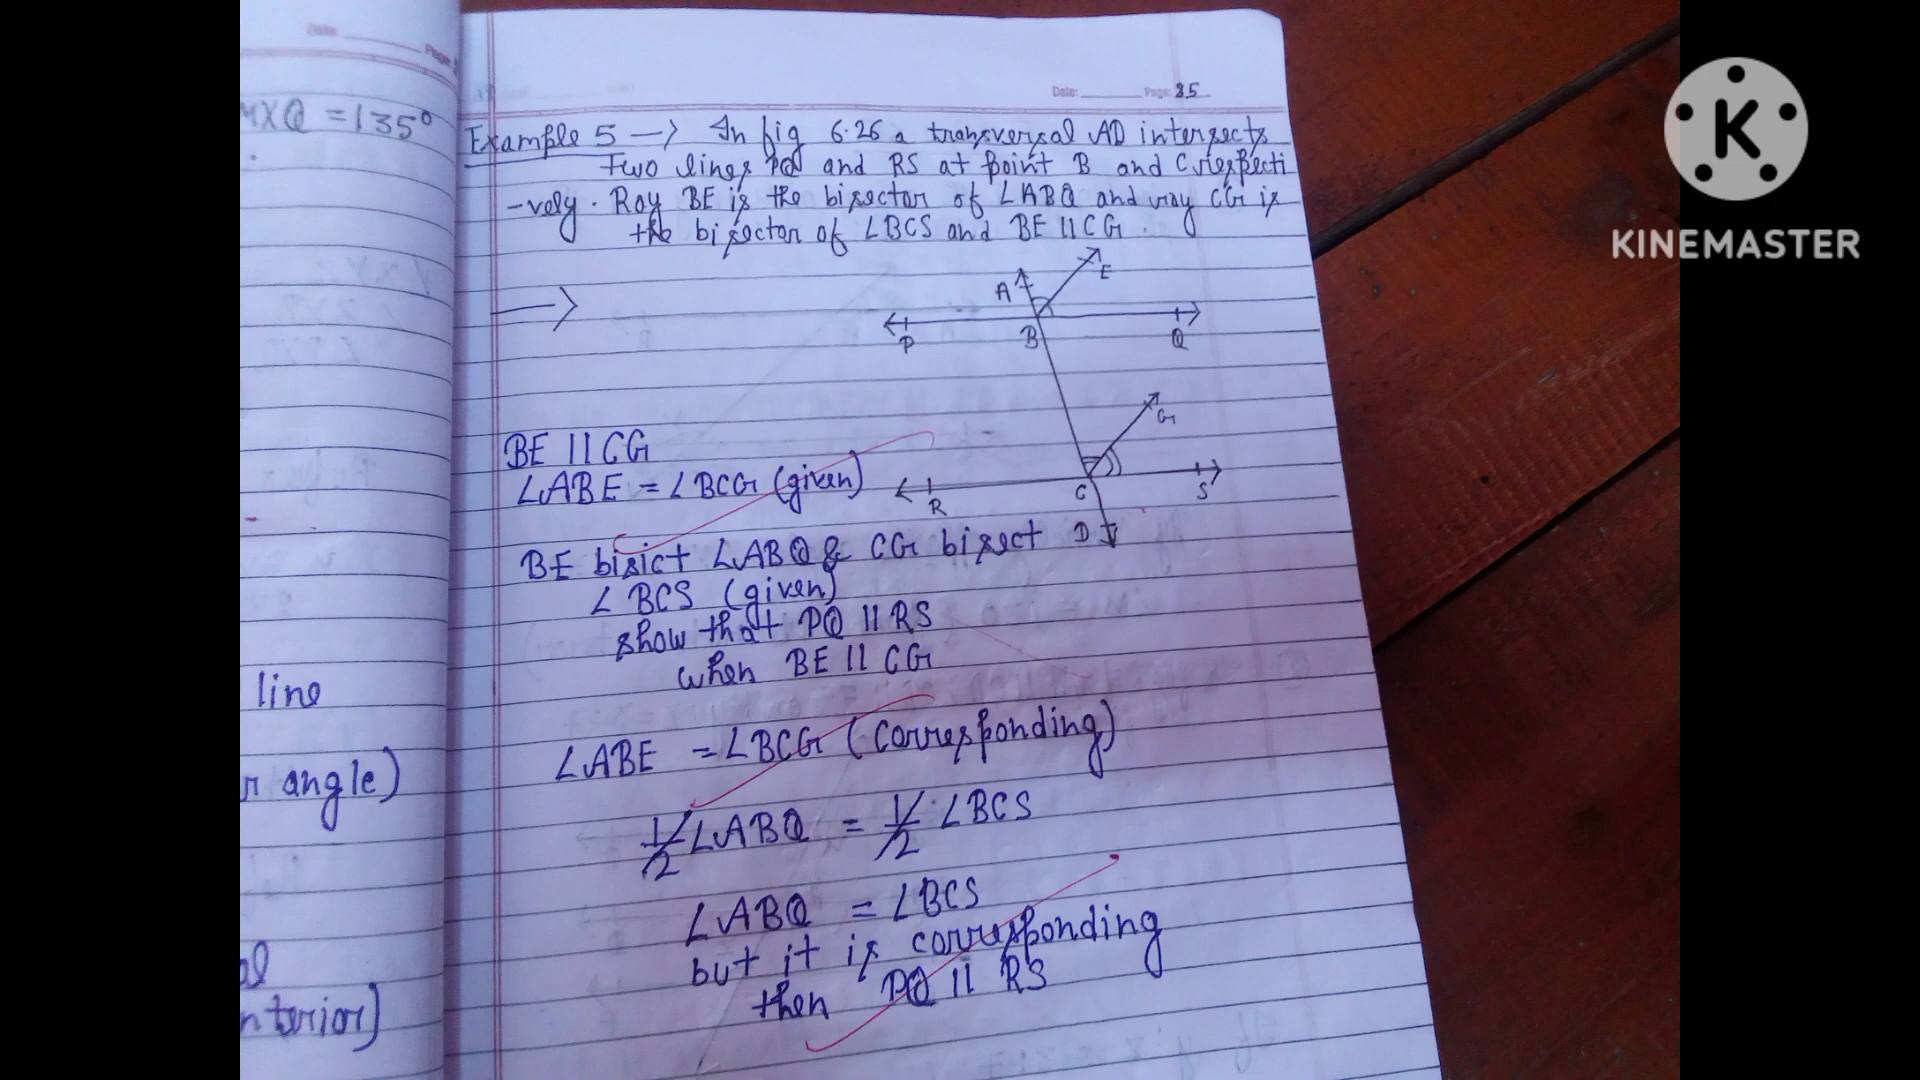 MXQ = 135°
line
r angle)
al
nterior)
Date: Page: 35
Example 5 → In fig 6.26 a transversal AD intersects
two lines PQ and RS at point B and C respecti
-vely. Ray BE is the bisector of ∠ABQ and ray CG is
the bisector of ∠BCS and BE || CG.
→
A E
P B Q
G
R C S
D
BE || CG
∠ABE = ∠BCG (given)
BE bisict ∠ABQ & CG bisect
∠BCS (given)
show that PQ || RS
when BE || CG
∠ABE = ∠BCG (corresponding)
1/2 ∠ABQ = 1/2 ∠BCS
∠ABQ = ∠BCS
but it is corresponding
then PQ || RS
K
KINEMASTER